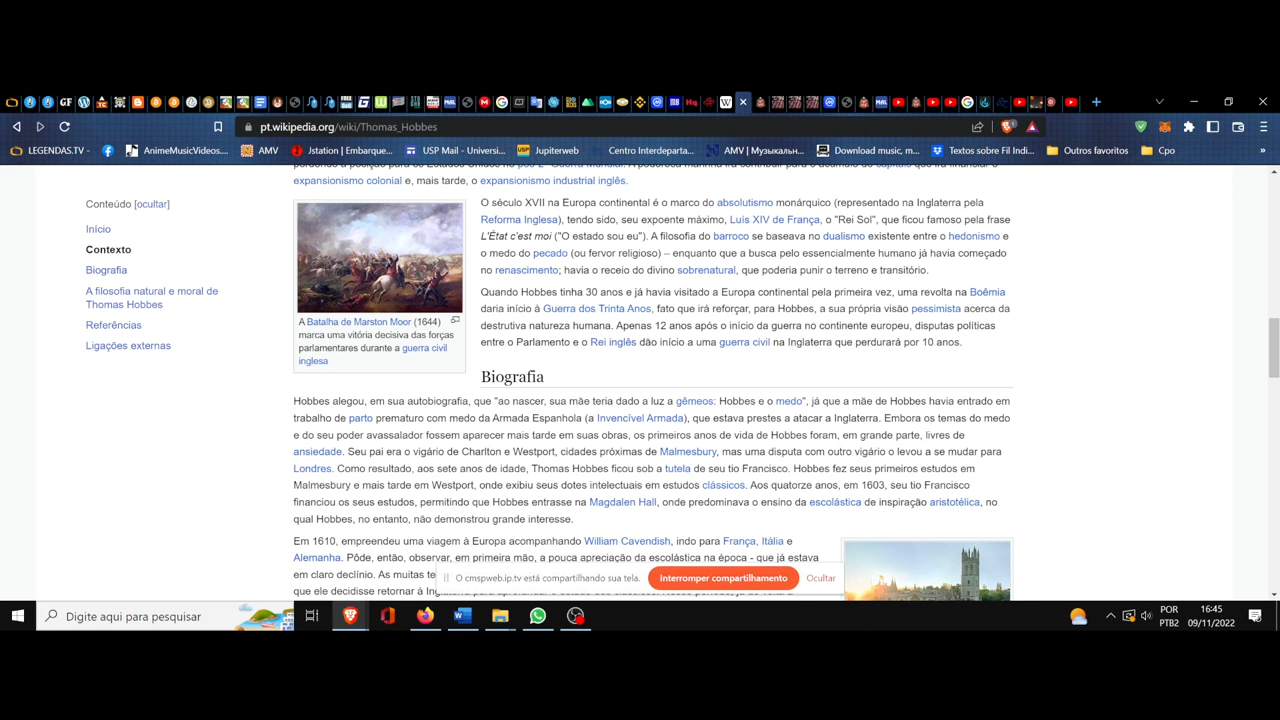 pt.wikipedia.org/wiki/Thomas_Hobbes
LEGENDAS.TV - AnimeMusicVideos.... AMV Jstation | Embarque... USP Mail - Universi... Jupiterweb Centro Interdeparta... AMV | Музыкальн... Download music, m... Textos sobre Fil Indi... Outros favoritos Cpo
expansionismo colonial e, mais tarde, o expansionismo industrial inglês.
Conteúdo [ocultar]
Início
Contexto
Biografia
A filosofia natural e moral de
Thomas Hobbes
Referências
Ligações externas
A Batalha de Marston Moor (1644)
marca uma vitória decisiva das forças
parlamentares durante a guerra civil
inglesa
O século XVII na Europa continental é o marco do absolutismo monárquico (representado na Inglaterra pela
Reforma Inglesa), tendo sido, seu expoente máximo, Luís XIV de França, o "Rei Sol", que ficou famoso pela frase
L'État c'est moi ("O estado sou eu"). A filosofia do barroco se baseava no dualismo existente entre o hedonismo e
o medo do pecado (ou fervor religioso) – enquanto que a busca pelo essencialmente humano já havia começado
no renascimento; havia o receio do divino sobrenatural, que poderia punir o terreno e transitório.
Quando Hobbes tinha 30 anos e já havia visitado a Europa continental pela primeira vez, uma revolta na Boêmia
daria início à Guerra dos Trinta Anos, fato que irá reforçar, para Hobbes, a sua própria visão pessimista acerca da
destrutiva natureza humana. Apenas 12 anos após o início da guerra no continente europeu, disputas políticas
entre o Parlamento e o Rei inglês dão início a uma guerra civil na Inglaterra que perdurará por 10 anos.
Biografia
Hobbes alegou, em sua autobiografia, que "ao nascer, sua mãe teria dado a luz a gêmeos: Hobbes e o medo", já que a mãe de Hobbes havia entrado em
trabalho de parto prematuro com medo da Armada Espanhola (a Invencível Armada), que estava prestes a atacar a Inglaterra. Embora os temas do medo
e do seu poder avassalador fossem aparecer mais tarde em suas obras, os primeiros anos de vida de Hobbes foram, em grande parte, livres de
ansiedade. Seu pai era o vigário de Charlton e Westport, cidades próximas de Malmesbury, mas uma disputa com outro vigário o levou a se mudar para
Londres. Como resultado, aos sete anos de idade, Thomas Hobbes ficou sob a tutela de seu tio Francisco. Hobbes fez seus primeiros estudos em
Malmesbury e mais tarde em Westport, onde exibiu seus dotes intelectuais em estudos clássicos. Aos quatorze anos, em 1603, seu tio Francisco
financiou os seus estudos, permitindo que Hobbes entrasse na Magdalen Hall, onde predominava o ensino da escolástica de inspiração aristotélica, no
qual Hobbes, no entanto, não demonstrou grande interesse.
Em 1610, empreendeu uma viagem à Europa acompanhando William Cavendish, indo para França, Itália e
Alemanha. Pôde, então, observar, em primeira mão, a pouca apreciação da escolástica na época - que já estava
em claro declínio. As muitas te
O cmspweb.ip.tv está compartilhando sua tela. Interromper compartilhamento Ocultar
Digite aqui para pesquisar
POR
PTB2
16:45
09/11/2022